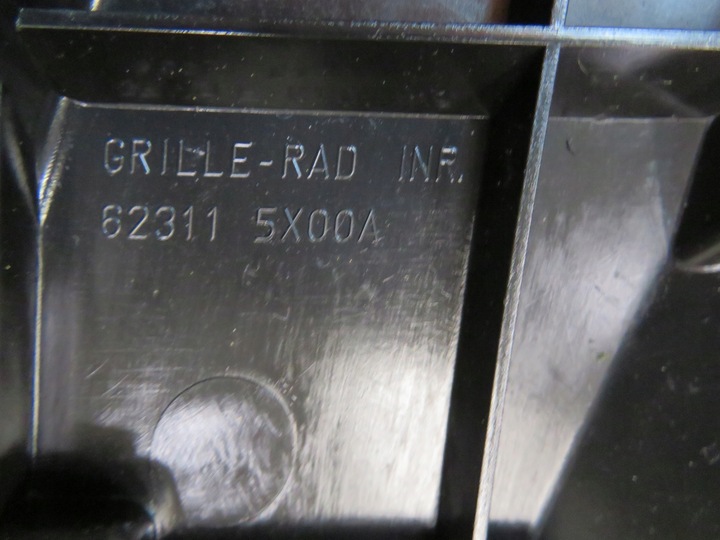 GRILLE-RAD INR.
62311 5X00A